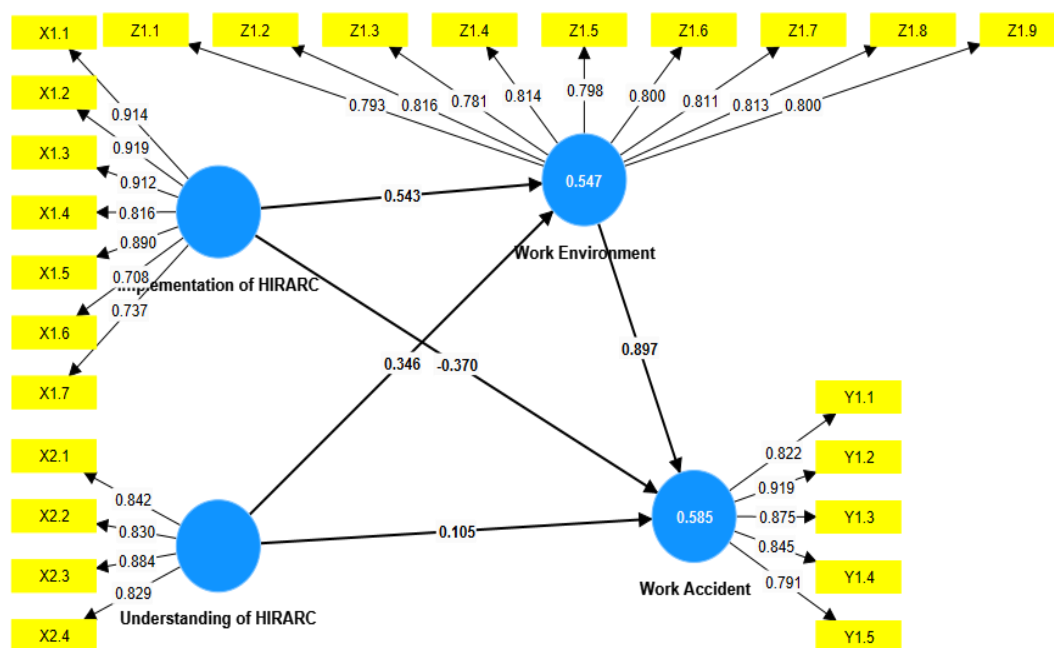 X1.1
Z1.1
Z1.2
Z1.3
Z1.4
Z1.5
Z1.6
Z1.7
Z1.8
Z1.9
X1.2
X1.3
X1.4
X1.5
X1.6
X1.7
0.914
0.919
0.912
0.816
0.890
0.708
0.737
0.793
0.816
0.781
0.814
0.798
0.800
0.811
0.813
0.800
0.547
0.543
Work Environment
of HIRARC
0.346
-0.370
0.897
X2.1
X2.2
X2.3
X2.4
0.842
0.830
0.884
0.829
0.105
Understanding of HIRARC
0.585
Work Accident
0.822
0.919
0.875
0.845
0.791
Y1.1
Y1.2
Y1.3
Y1.4
Y1.5